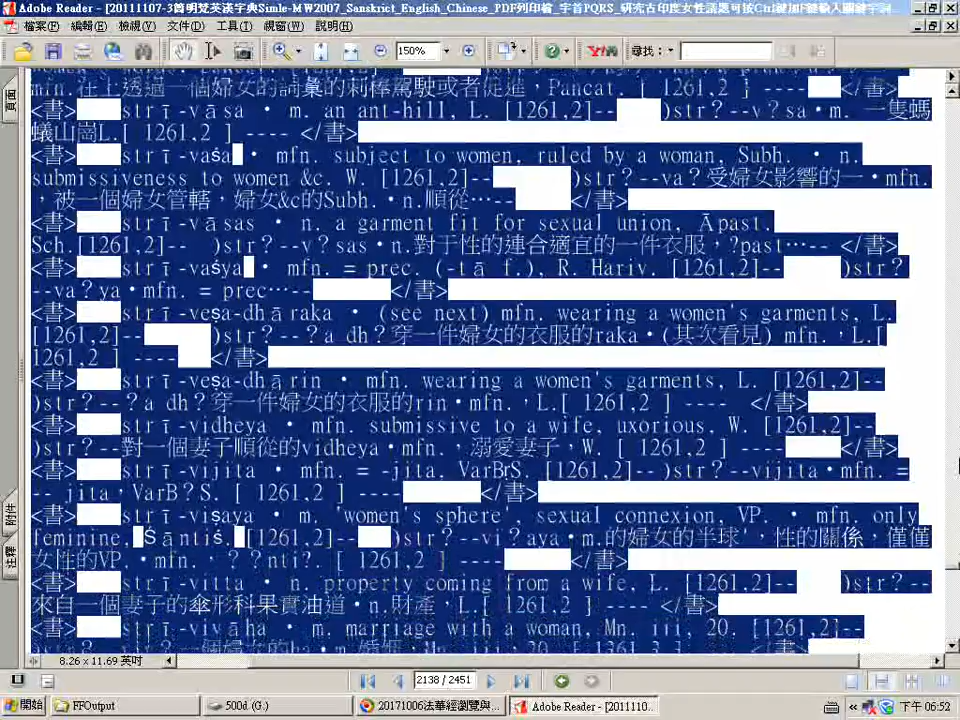 Adobe Reader - [20111107-3簡明梵英漢字典Simle-MW2007_Sanskrict_English_Chinese_PDF列印檔_字首PQRS_研究古印度女性議題可按Ctrl鍵加F鍵輸入關鍵字詞
檔案(F) 編輯(E) 檢視(V) 文件(D) 工具(T) 視窗(W) 說明(H)
150% 尋找：
頁面
mfn.在上透過一個婦女的詞彙的刺棒駕駛或者促進，Pancat. [ 1261,2 ] ---- </書>
<書> strī-vāsa • m. an ant-hill, L. [1261,2]-- )str？--v？sa•m. 一隻螞
蟻山崗L.[ 1261,2 ] ---- </書>
<書> strī-vaśa • mfn. subject to women, ruled by a woman, Subh. • n.
submissiveness to women &c. W. [1261,2]-- )str？--va？受婦女影響的一•mfn.
，被一個婦女管轄，婦女&c的Subh.•n.順從…-- </書>
<書> strī-vāsas • n. a garment fit for sexual union, Āpast.
Sch.[1261,2]-- )str？--v？sas•n.對于性的連合適宜的一件衣服，?past…-- </書>
<書> strī-vaśya • mfn. = prec. (-tā f.), R. Hariv. [1261,2]-- )str？
--va？ya•mfn. = prec…-- </書>
<書> strī-veṣa-dhāraka • (see next) mfn. wearing a women's garments, L.
[1261,2]-- )str？--？a dh？穿一件婦女的衣服的raka•(其次看見) mfn.，L.[
1261,2 ] ---- </書>
<書> strī-veṣa-dhārin • mfn. wearing a women's garments, L. [1261,2]--
)str？--？a dh？穿一件婦女的衣服的rin•mfn.，L.[ 1261,2 ] ---- </書>
<書> strī-vidheya • mfn. submissive to a wife, uxorious, W. [1261,2]--
)str？--對一個妻子順從的vidheya•mfn.，溺愛妻子，W. [ 1261,2 ] ---- </書>
<書> strī-vijita • mfn. = -jita, VarBrS. [1261,2]-- )str？--vijita•mfn. =
-- jita，VarB？S. [ 1261,2 ] ---- </書>
<書> strī-viṣaya • m. 'women's sphere', sexual connexion, VP. • mfn. only
feminine, Śāntiś. [1261,2]-- )str？--vi？aya•m.的婦女的半球'，性的關係，僅僅
女性的VP.•mfn.，？？nti?. [ 1261,2 ] ---- </書>
<書> strī-vitta • n. property coming from a wife, L. [1261,2]-- )str？--
來自一個妻子的傘形科果實油道•n.財產，L.[ 1261,2 ] ---- </書>
<書> strī-vivāha • m. marriage with a woman, Mn. iii, 20. [1261,2]--
附件
註釋
8.26 x 11.69 英吋
2138 / 2451
開始 FFOutput 500d (G:) 20171006法華經瀏覽與... Adobe Reader - [2011110... 下午 06:52